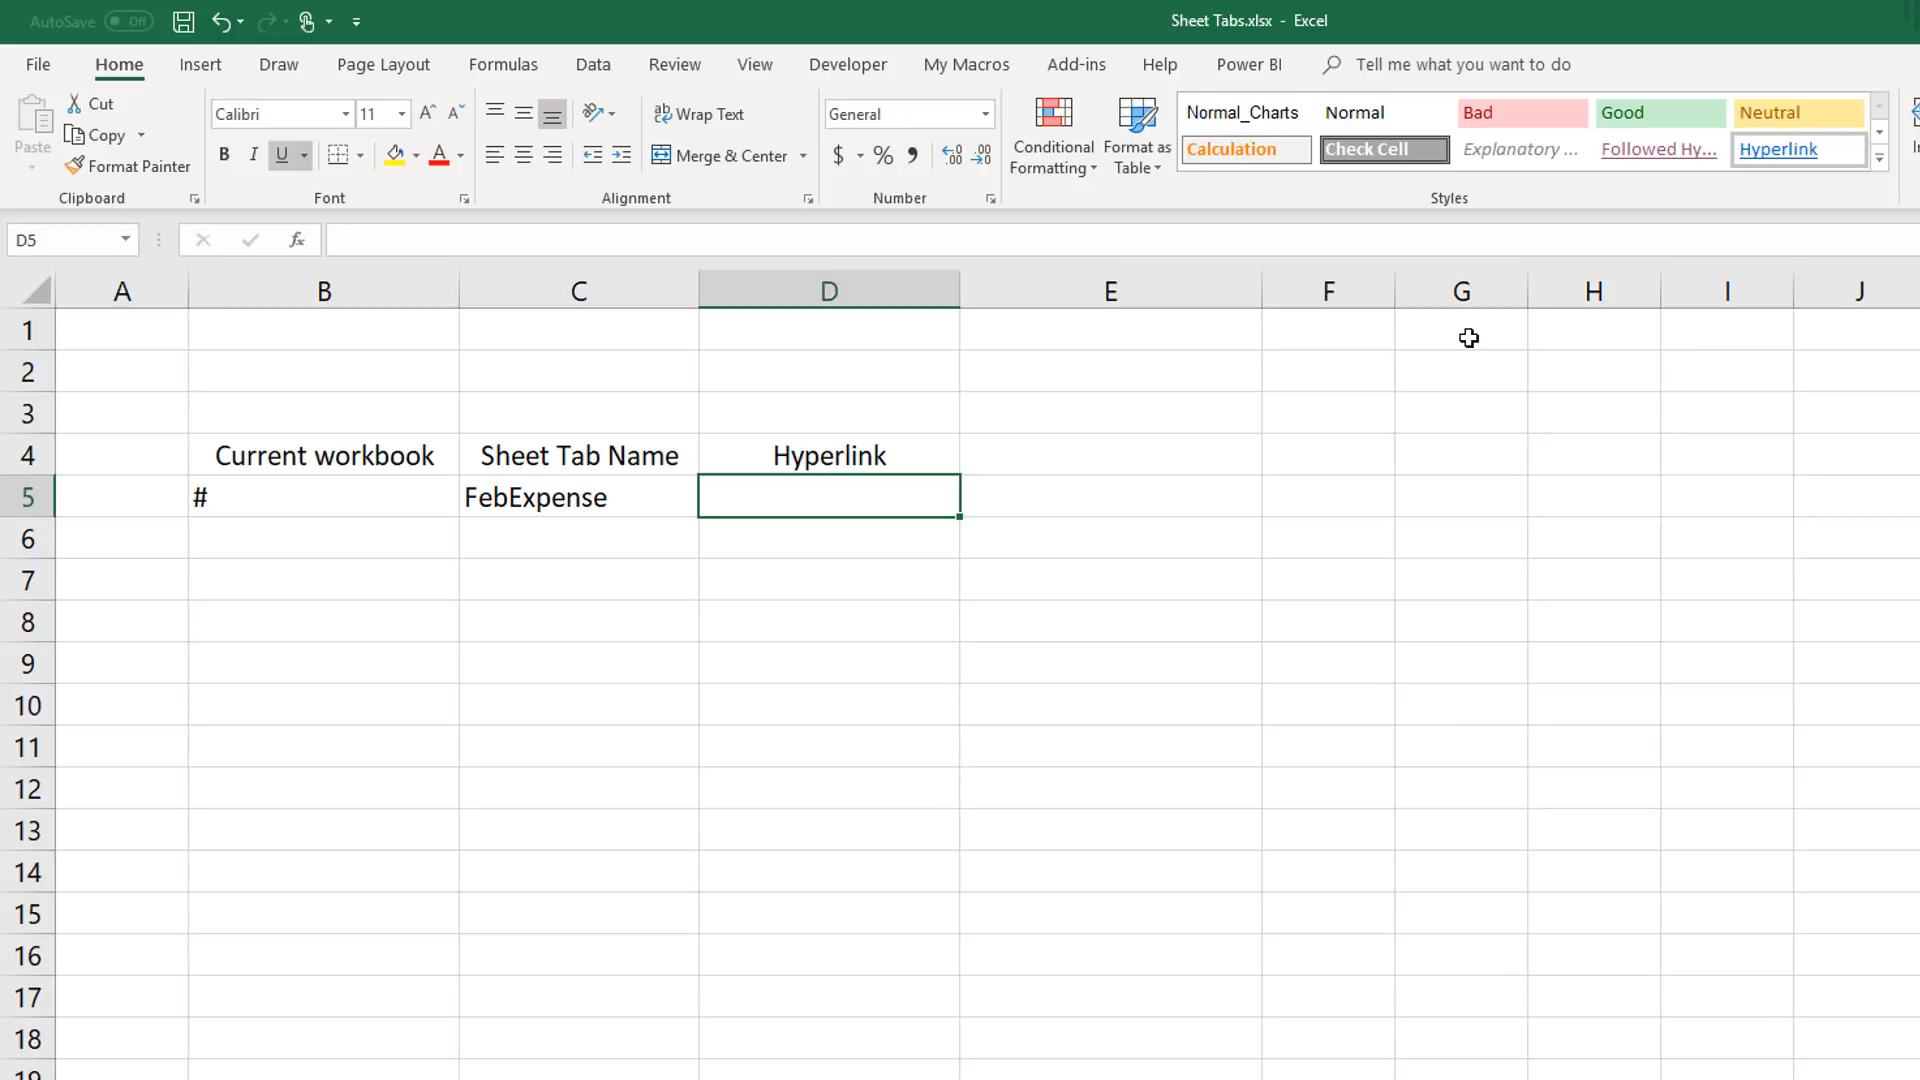 AutoSave Off
Sheet Tabs.xlsx - Excel
File Home Insert Draw Page Layout Formulas Data Review View Developer My Macros Add-ins Help Power BI Tell me what you want to do
Paste
Cut
Copy
Format Painter
Clipboard
Calibri 11
B I U
Font
Wrap Text
Merge & Center
Alignment
General
$ % ,
Number
Conditional Formatting
Format as Table
Normal_Charts Normal Bad Good Neutral
Calculation Check Cell Explanatory ... Followed Hy... Hyperlink
Styles
D5
fx
A B C D E F G H I J
1
2
3
4 Current workbook Sheet Tab Name Hyperlink
5 # FebExpense
6
7
8
9
10
11
12
13
14
15
16
17
18
19